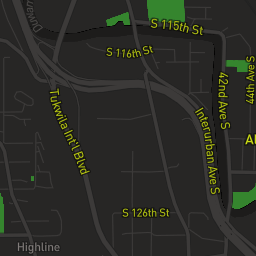 S 115th St
S 116th St
44th Ave S
42nd Ave S
Interurban Ave S
Tukwila Int'l Blvd
S 126th St
Highline